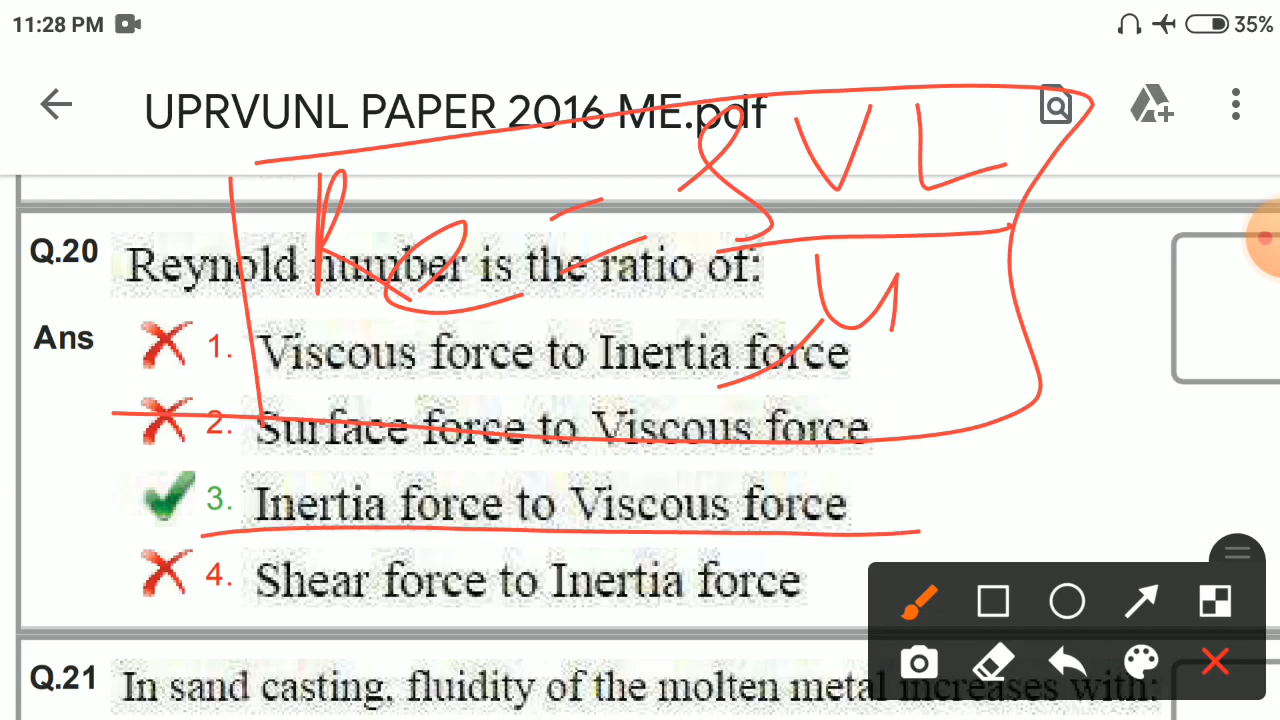 11:28 PM 35%
UPRVUNL PAPER 2016 ME.pdf
Re = ρVL
μ
Q.20 Reynold number is the ratio of:
Ans 1. Viscous force to Inertia force
2. Surface force to Viscous force
3. Inertia force to Viscous force
4. Shear force to Inertia force
Q.21 In sand casting, fluidity of the molten metal increases with: